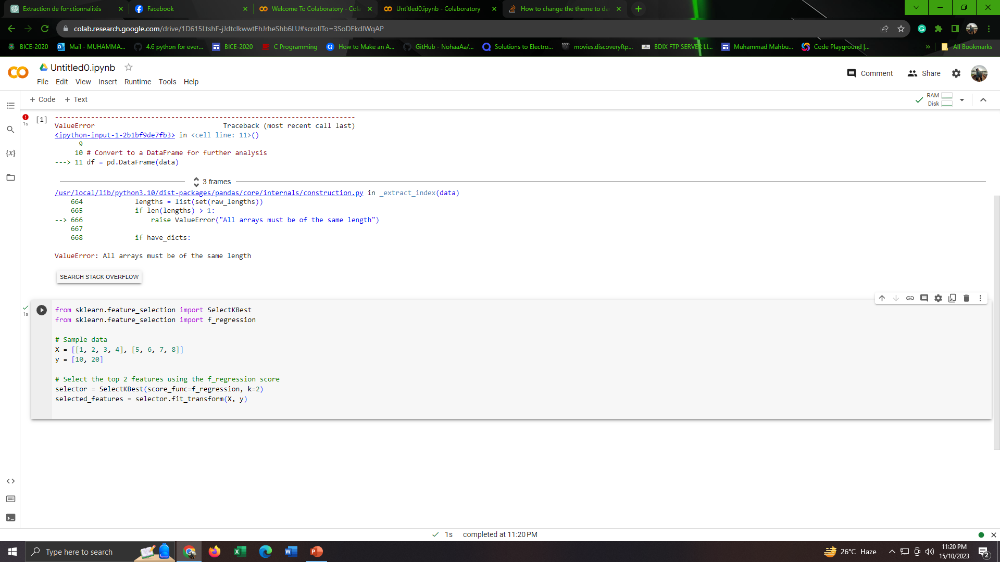 Extraction de fonctionnalités
Facebook
Welcome To Colaboratory - Cola
Untitled0.ipynb - Colaboratory
How to change the theme to da
colab.research.google.com/drive/1D615LtshF-jJdtclkwwtEhJrheShb6LU#scrollTo=3SoDEkdlWqAP
BICE-2020
Mail - MUHAMMA...
4.6 python for ever...
BICE-2020
C Programming
How to Make an A...
GitHub - NohaaAa/...
Solutions to Electro...
movies.discoveryftp...
BDIX FTP SERVER LI...
Muhammad Mahbu...
Code Playground |...
»
All Bookmarks
Untitled0.ipynb
Comment
Share
File Edit View Insert Runtime Tools Help
+ Code + Text
RAM
Disk
---------------------------------------------------------------------------
1s
[1]
ValueError Traceback (most recent call last)
<ipython-input-1-2b1bf9de7fb3> in <cell line: 11>()
9
10 # Convert to a DataFrame for further analysis
---> 11 df = pd.DataFrame(data)
3 frames
/usr/local/lib/python3.10/dist-packages/pandas/core/internals/construction.py in _extract_index(data)
664 lengths = list(set(raw_lengths))
665 if len(lengths) > 1:
--> 666 raise ValueError("All arrays must be of the same length")
667
668 if have_dicts:
ValueError: All arrays must be of the same length
SEARCH STACK OVERFLOW
1s
from sklearn.feature_selection import SelectKBest
from sklearn.feature_selection import f_regression
# Sample data
X = [[1, 2, 3, 4], [5, 6, 7, 8]]
y = [10, 20]
# Select the top 2 features using the f_regression score
selector = SelectKBest(score_func=f_regression, k=2)
selected_features = selector.fit_transform(X, y)
{x}
<>
1s completed at 11:20 PM
Type here to search
26°C Haze
11:20 PM
15/10/2023
2